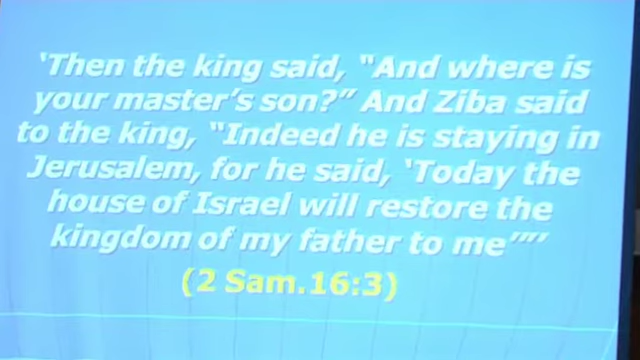 ‘Then the king said, “And where is
your master’s son?” And Ziba said
to the king, “Indeed he is staying in
Jerusalem, for he said, ‘Today the
house of Israel will restore the
kingdom of my father to me’”’
(2 Sam.16:3)